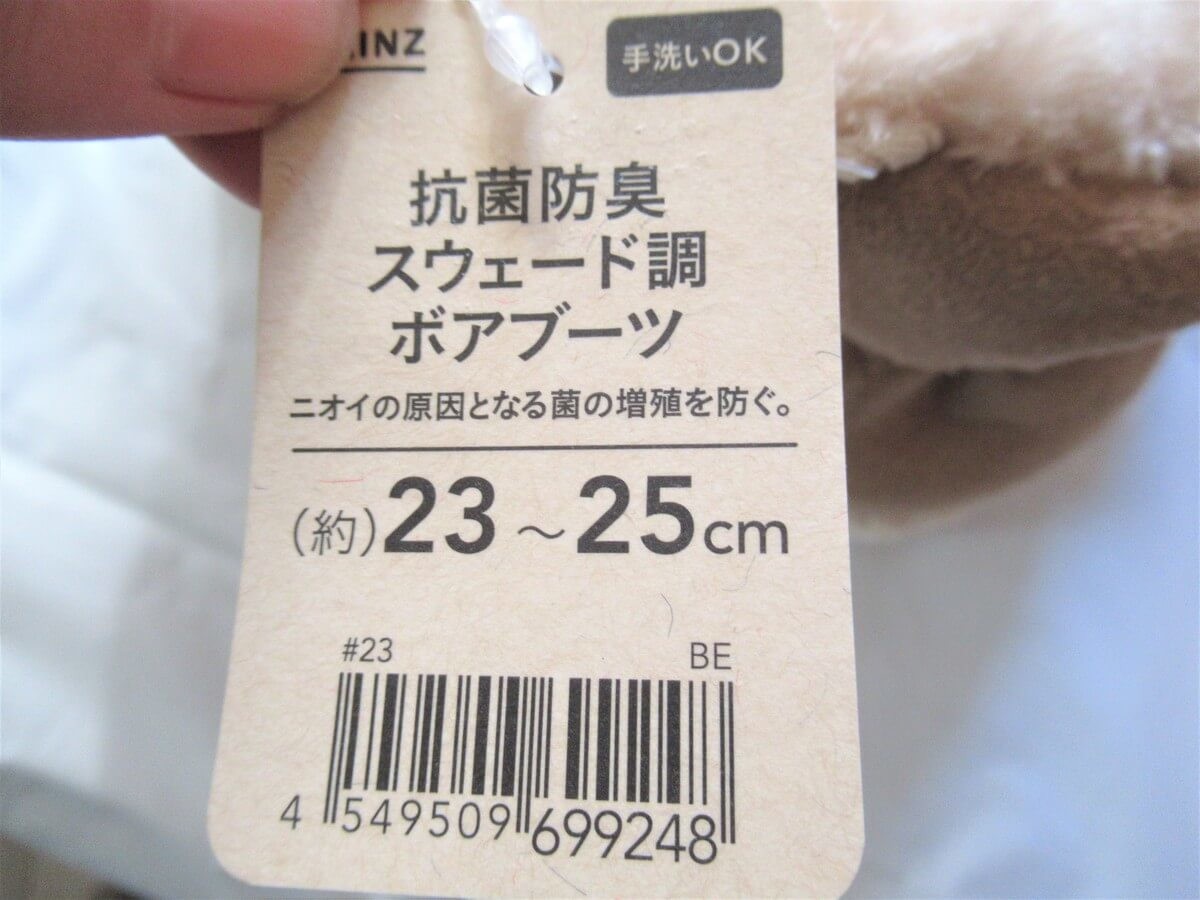 INZ
手洗いOK
抗菌防臭
スウェード調
ボアブーツ
ニオイの原因となる菌の増殖を防ぐ。
(約)23～25cm
#23 BE
4 549509 699248